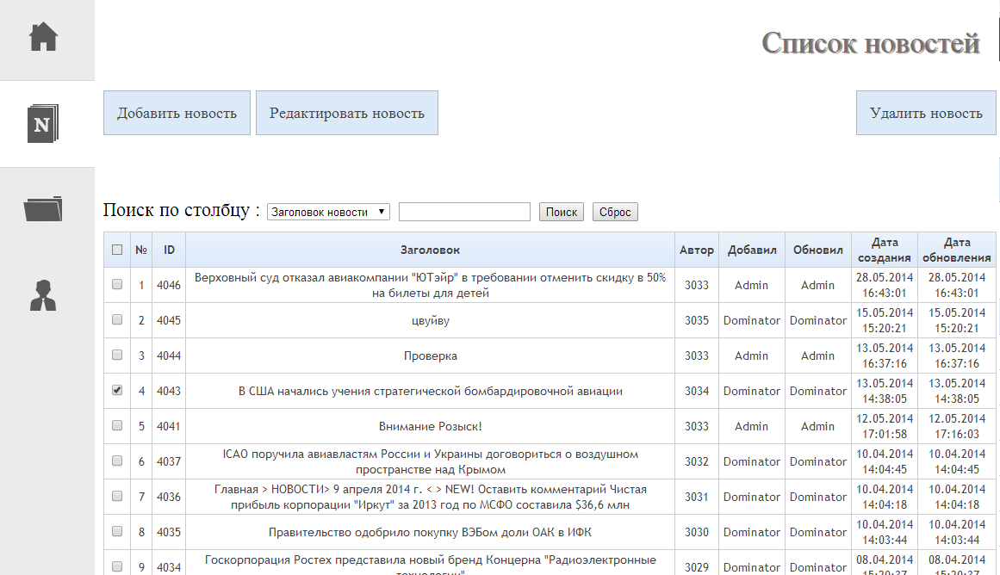 Список новостей
N
Добавить новость Редактировать новость Удалить новость
Поиск по столбцу : Заголовок новости Поиск Сброс
№ ID Заголовок Автор Добавил Обновил Дата создания Дата обновления
1 4046 Верховный суд отказал авиакомпании "ЮТэйр" в требовании отменить скидку в 50% на билеты для детей 3033 Admin Admin 28.05.2014 16:43:01 28.05.2014 16:43:01
2 4045 цвуйву 3035 Dominator Dominator 15.05.2014 15:20:21 15.05.2014 15:20:21
3 4044 Проверка 3033 Admin Admin 13.05.2014 16:37:16 13.05.2014 16:37:16
4 4043 В США начались учения стратегической бомбардировочной авиации 3034 Dominator Dominator 13.05.2014 14:38:05 13.05.2014 14:38:05
5 4041 Внимание Розыск! 3033 Admin Admin 12.05.2014 17:01:58 12.05.2014 17:16:03
6 4037 ICAO поручила авиавластям России и Украины договориться о воздушном пространстве над Крымом 3032 Dominator Dominator 10.04.2014 14:04:45 10.04.2014 14:04:45
7 4036 Главная > НОВОСТИ> 9 апреля 2014 г. < > NEW! Оставить комментарий Чистая прибыль корпорации "Иркут" за 2013 год по МСФО составила $36,6 млн 3031 Dominator Dominator 10.04.2014 14:04:18 10.04.2014 14:04:18
8 4035 Правительство одобрило покупку ВЭБом доли ОАК в ИФК 3030 Dominator Dominator 10.04.2014 14:03:44 10.04.2014 14:03:44
9 4034 Госкорпорация Ростех представила новый бренд Концерна "Радиоэлектронные технологии" 3029 Dominator Dominator 08.04.2014 08.04.2014